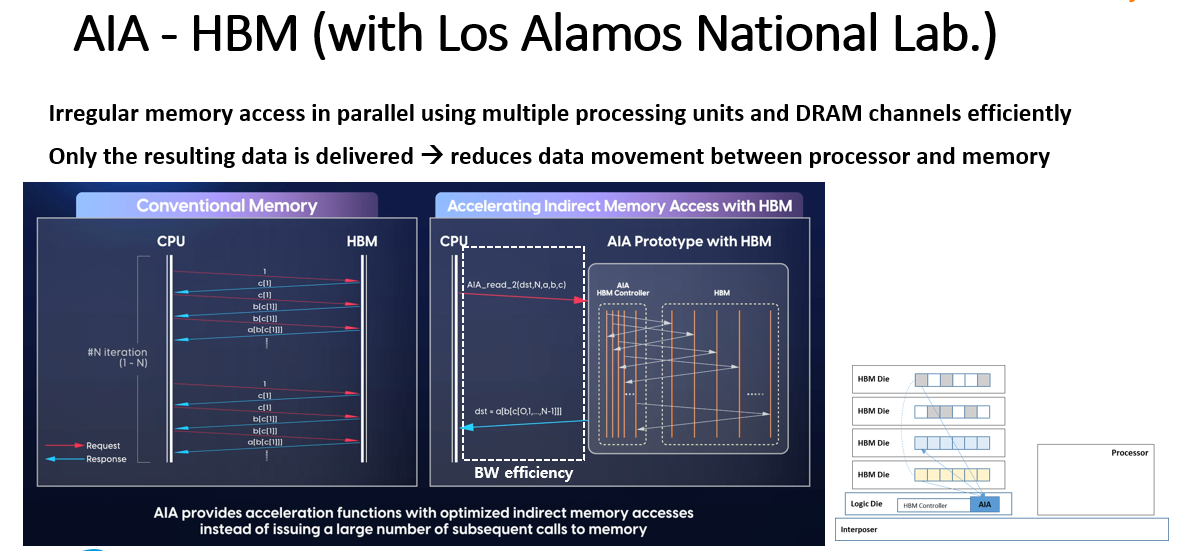 AIA - HBM (with Los Alamos National Lab.)
Irregular memory access in parallel using multiple processing units and DRAM channels efficiently
Only the resulting data is delivered → reduces data movement between processor and memory
Conventional Memory
CPU
HBM
1
c[1]
c[1]
b[c[1]]
b[c[1]]
a[b[c[1]]]
#N iteration
(1 - N)
1
c[1]
c[1]
b[c[1]]
b[c[1]]
a[b[c[1]]]
Request
Response
Accelerating Indirect Memory Access with HBM
CPU
AIA Prototype with HBM
AIA_read_2(dst,N,a,b,c)
AIA
HBM Controller
HBM
...
......
dst = a[b[c[0,1,...,N-1]]]
BW efficiency
AIA provides acceleration functions with optimized indirect memory accesses
instead of issuing a large number of subsequent calls to memory
HBM Die
HBM Die
HBM Die
HBM Die
Logic Die
HBM Controller
AIA
Interposer
Processor